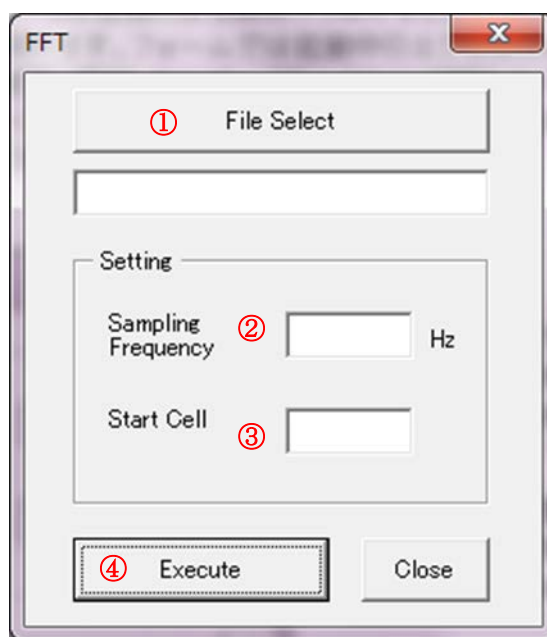 FFT
① File Select
Setting
Sampling
Frequency ② Hz
Start Cell ③
④ Execute Close